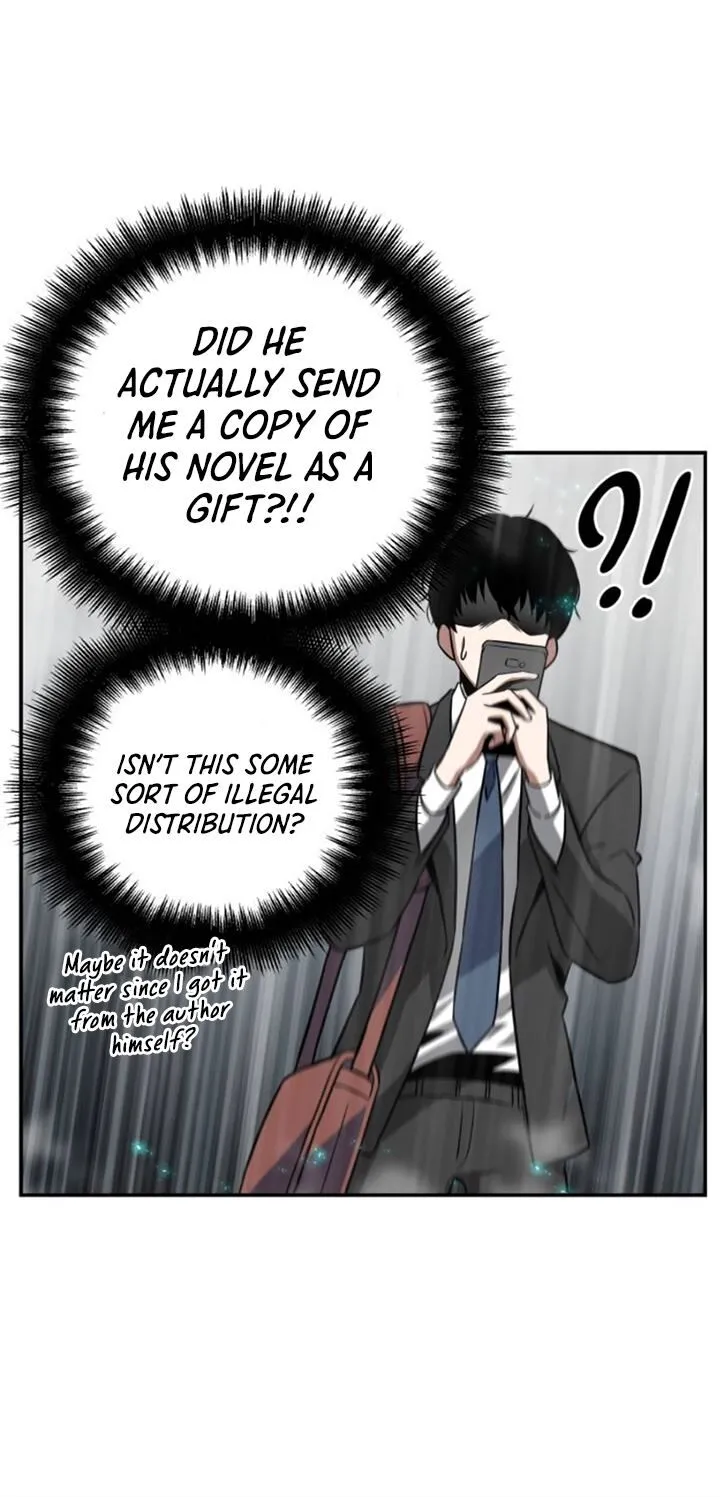 DID HE
ACTUALLY SEND
ME A COPY OF
HIS NOVEL AS A
GIFT?!!
?!
ISN'T THIS SOME
SORT OF ILLEGAL
DISTRIBUTION?
Maybe it doesn't
matter since I got it
from the author
himself?